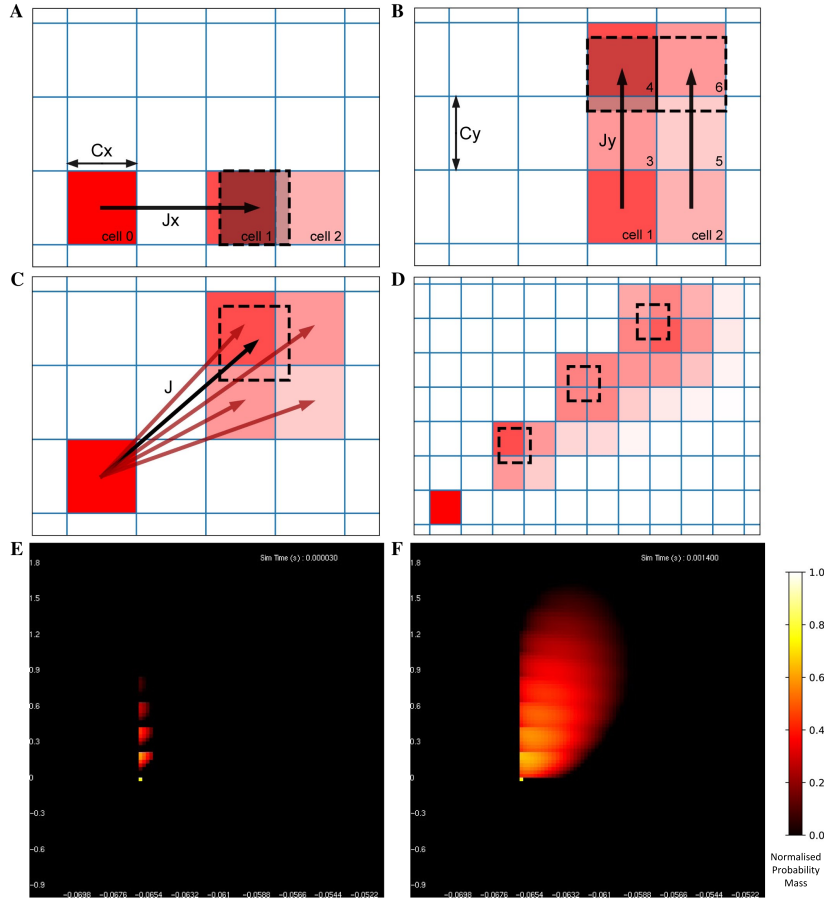 A
Cx
Jx
cell 0
cell 1
cell 2
B
Cy
Jy
4
6
3
5
cell 1
cell 2
C
J
D
E
Sim Time (s) : 0.000030
1.8
1.5
1.2
0.9
0.6
0.3
0
−0.3
−0.6
−0.9
−0.0698 −0.0676 −0.0654 −0.0632 −0.061 −0.0588 −0.0566 −0.0544 −0.0522
F
Sim Time (s) : 0.001400
1.8
1.5
1.2
0.9
0.6
0.3
0
−0.3
−0.6
−0.9
−0.0698 −0.0676 −0.0654 −0.0632 −0.061 −0.0588 −0.0566 −0.0544 −0.0522
1.0
0.8
0.6
0.4
0.2
0.0
Normalised
Probability
Mass